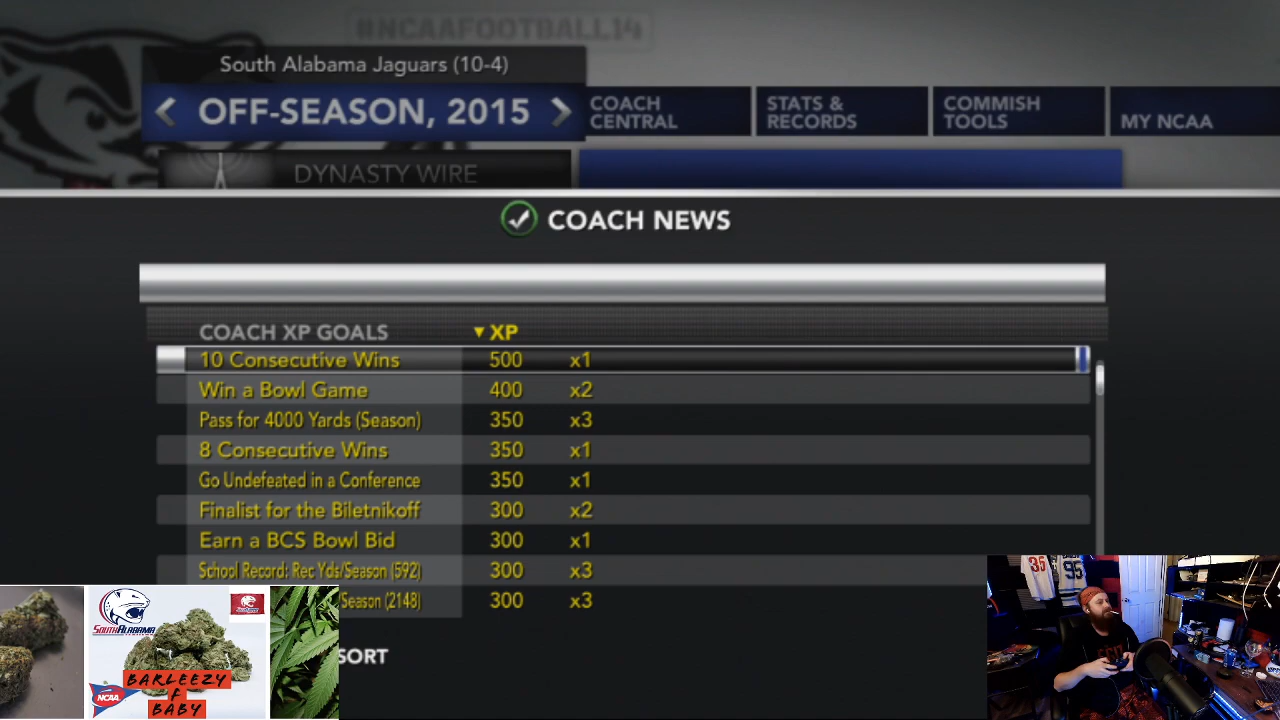 #NCAAFOOTBALL14
South Alabama Jaguars (10-4)
OFF-SEASON, 2015
COACH CENTRAL
STATS & RECORDS
COMMISH TOOLS
MY NCAA
DYNASTY WIRE
COACH NEWS
COACH XP GOALS XP
10 Consecutive Wins 500 x1
Win a Bowl Game 400 x2
Pass for 4000 Yards (Season) 350 x3
8 Consecutive Wins 350 x1
Go Undefeated in a Conference 350 x1
Finalist for the Biletnikoff 300 x2
Earn a BCS Bowl Bid 300 x1
School Record: Rec Yds/Season (592) 300 x3
/Season (2148) 300 x3
SORT
SOUTH ALABAMA
NCAA
BARLEEZY
F
BABY
35
95